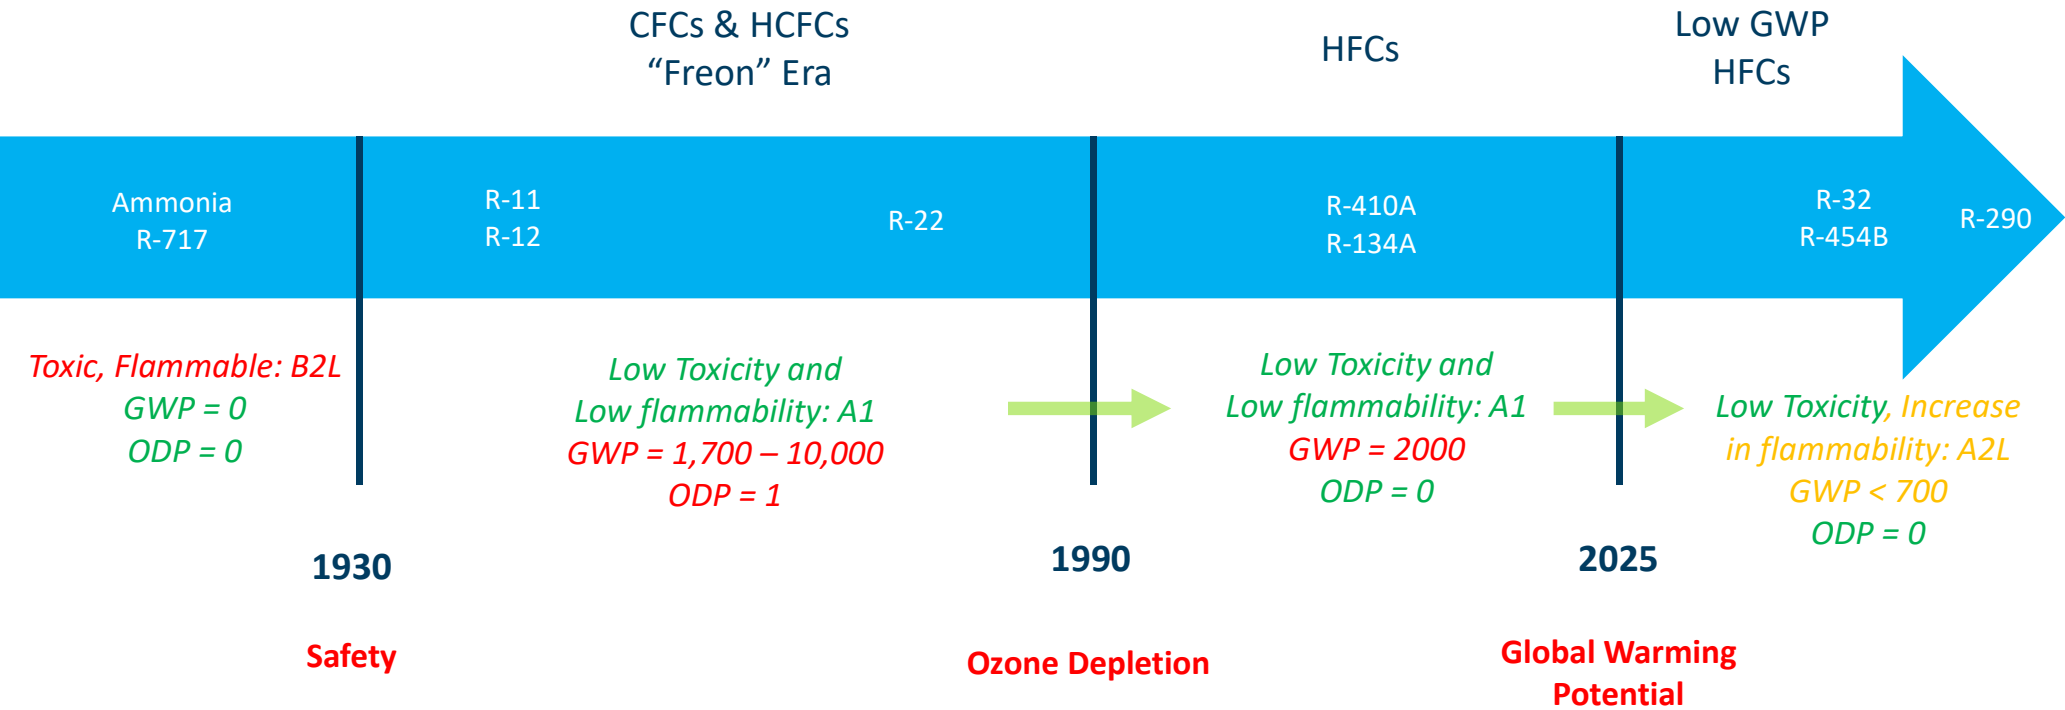 CFCs & HCFCs
“Freon” Era
HFCs
Low GWP
HFCs
Ammonia
R-717
R-11
R-12
R-22
R-410A
R-134A
R-32
R-454B
R-290
Toxic, Flammable: B2L
GWP = 0
ODP = 0
Low Toxicity and
Low flammability: A1
GWP = 1,700 – 10,000
ODP = 1
Low Toxicity and
Low flammability: A1
GWP = 2000
ODP = 0
Low Toxicity, Increase
in flammability: A2L
GWP < 700
ODP = 0
1930
1990
2025
Safety
Ozone Depletion
Global Warming
Potential